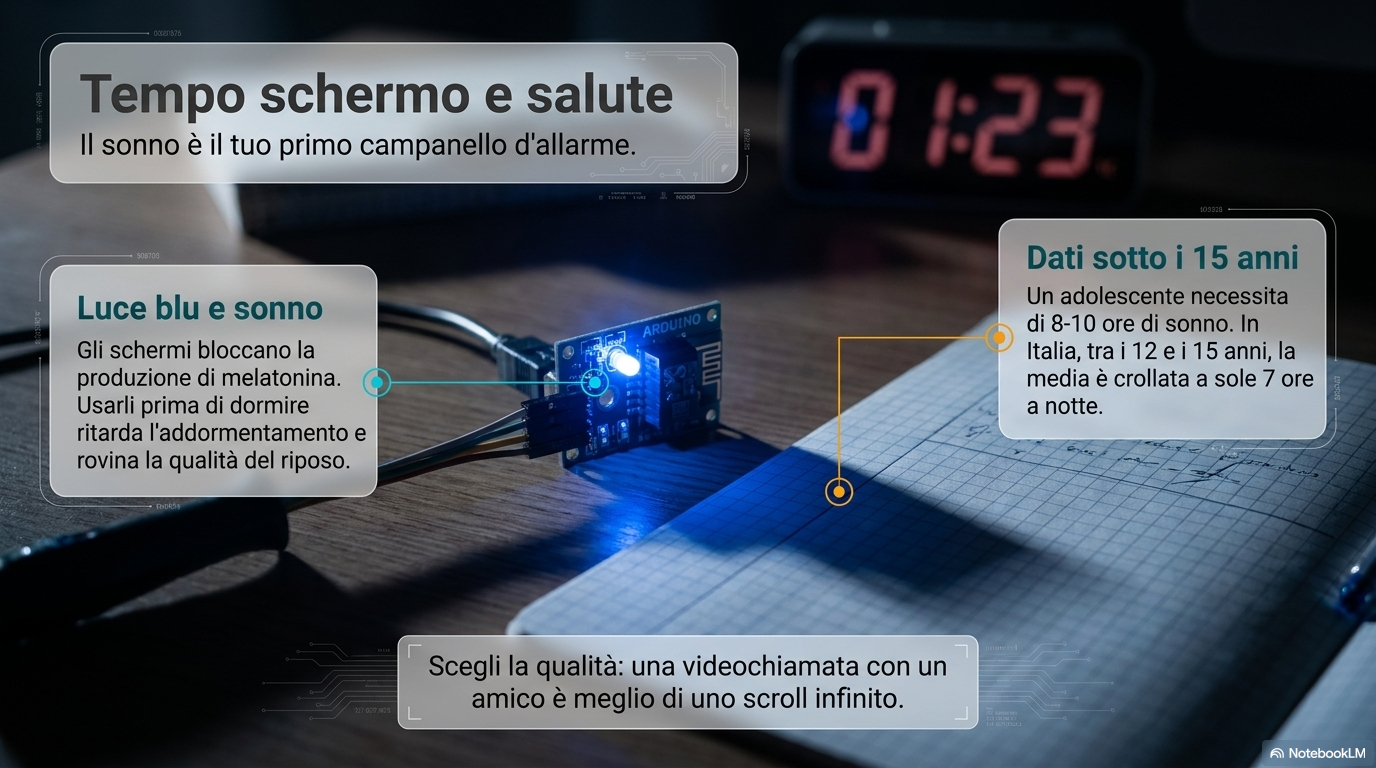 Tempo schermo e salute
Il sonno è il tuo primo campanello d'allarme.
01:23
Luce blu e sonno
Gli schermi bloccano la
produzione di melatonina.
Usarli prima di dormire
ritarda l'addormentamento e
rovina la qualità del riposo.
ARDUINO
Dati sotto i 15 anni
Un adolescente necessita
di 8-10 ore di sonno. In
Italia, tra i 12 e i 15 anni, la
media è crollata a sole 7 ore
a notte.
Scegli la qualità: una videochiamata con un
amico è meglio di uno scroll infinito.
NotebookLM